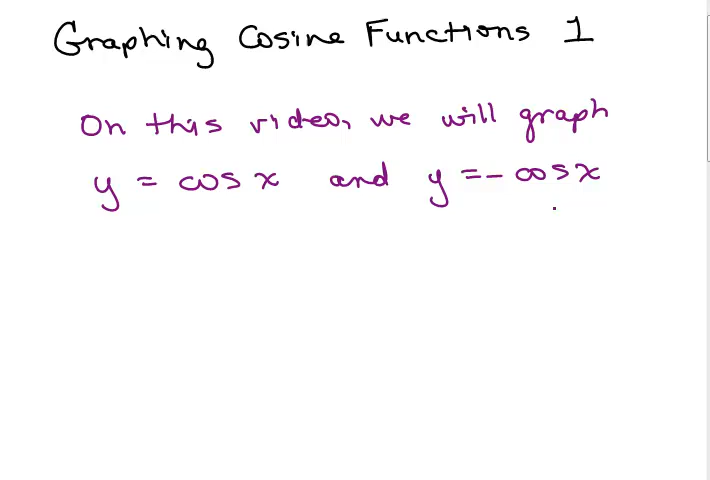 Graphing Cosine Functions 1
On this video, we will graph
y = cos x and y = - cos x